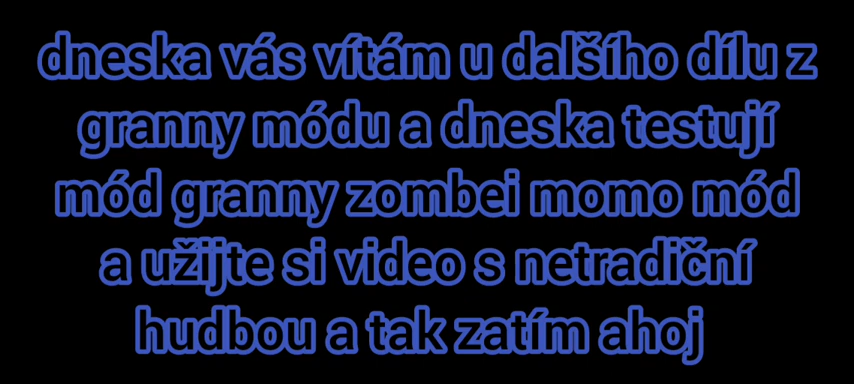 dneska vás vítám u dalšího dílu z
granny módu a dneska testují
mód granny zombei momo mód
a užijte si video s netradiční
hudbou a tak zatím ahoj